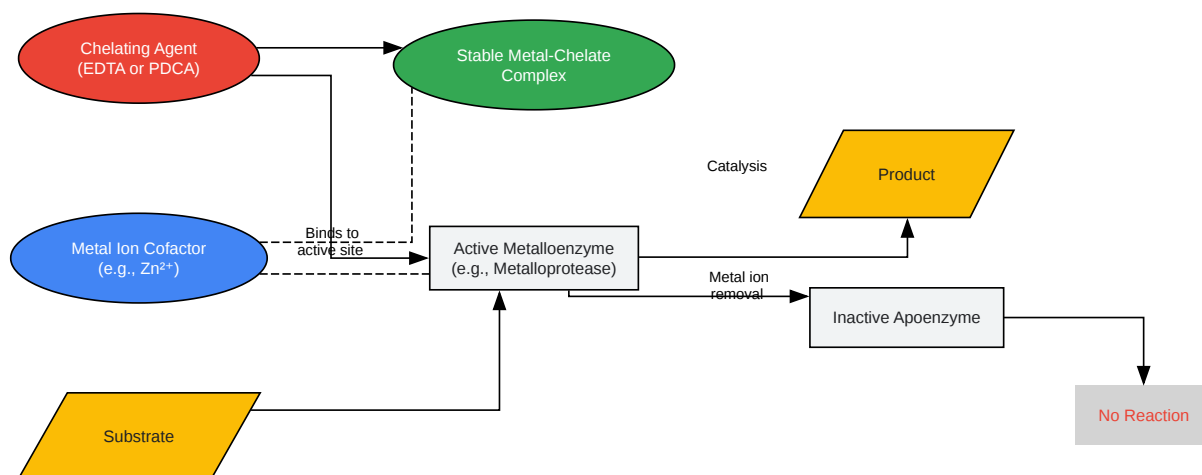 Chelating Agent
(EDTA or PDCA)
Stable Metal-Chelate
Complex
Catalysis
Product
Metal Ion Cofactor
(e.g., Zn²⁺)
Binds to
active site
Active Metalloenzyme
(e.g., Metalloprotease)
Metal ion
removal
Inactive Apoenzyme
Substrate
No Reaction